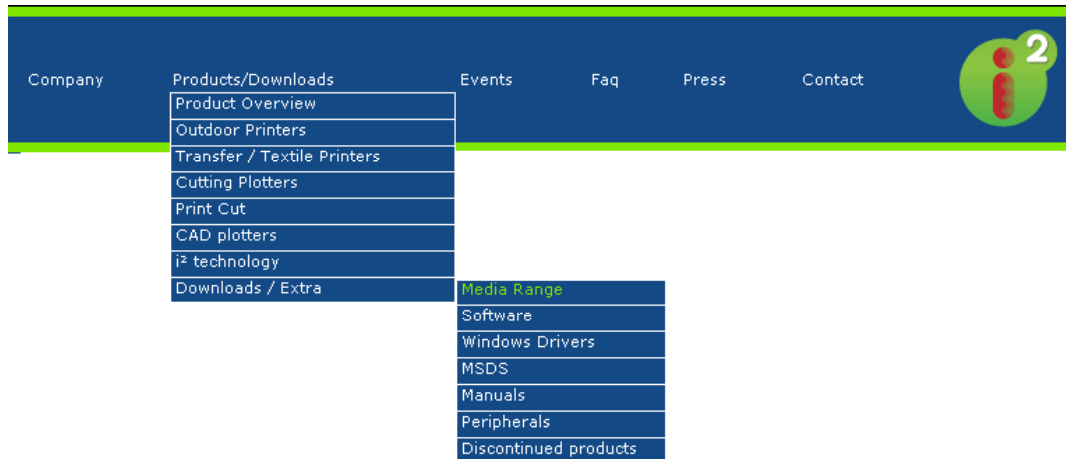 Company Products/Downloads Events Faq Press Contact
i²
Product Overview
Outdoor Printers
Transfer / Textile Printers
Cutting Plotters
Print Cut
CAD plotters
i² technology
Downloads / Extra
Media Range
Software
Windows Drivers
MSDS
Manuals
Peripherals
Discontinued products